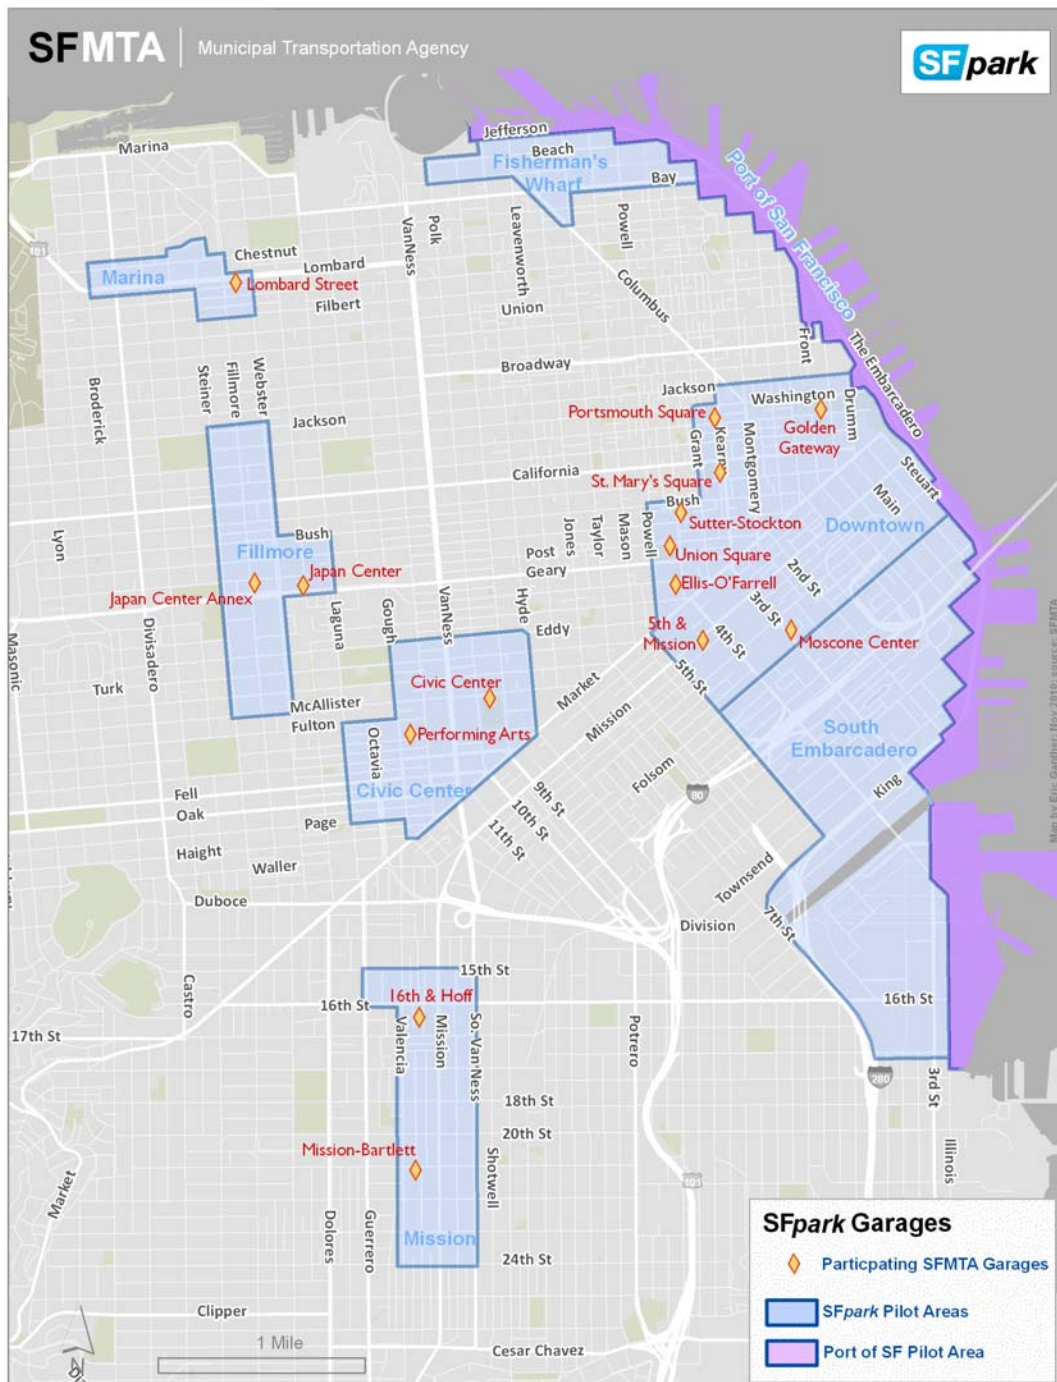 SFMTA | Municipal Transportation Agency
SFpark
Jefferson
Beach
Fisherman's
Wharf
Bay
Marina
Port of San Francisco
101
Chestnut
Lombard
Marina
Lombard Street
Filbert
VanNess
Polk
Leavenworth
Powell
Columbus
Union
Broadway
Front
The Embarcadero
Broderick
Steiner
Fillmore
Webster
Jackson
Jackson
Washington
Drumm
Portsmouth Square
Golden
Gateway
Grant
Kearny
Montgomery
California
St. Mary's Square
Steuart
Main
Bush
Sutter-Stockton
Downtown
Lyon
Bush
Fillmore
Jones
Taylor
Mason
Powell
Post
Geary
Union Square
Japan Center
Japan Center Annex
Ellis-O'Farrell
2nd St
3rd St
4th St
5th &
Mission
5th St
Moscone Center
Masonic
Divisadero
Laguna
Gough
VanNess
Hyde
Eddy
Turk
McAllister
Fulton
Civic Center
Market
Mission
Performing Arts
Octavia
South
Embarcadero
Civic Center
Folsom
80
King
Fell
Oak
Page
9th St
10th St
11th St
Haight
Waller
Townsend
Duboce
Division
7th St
Castro
15th St
16th & Hoff
16th St
16th St
17th St
Valencia
Mission
So. Van Ness
Potrero
280
3rd St
18th St
20th St
Mission-Bartlett
Shotwell
Illinois
Market
101
Dolores
Guerrero
Mission
24th St
Clipper
Cesar Chavez
N
1 Mile
SFpark Garages
Particpating SFMTA Garages
SFpark Pilot Areas
Port of SF Pilot Area